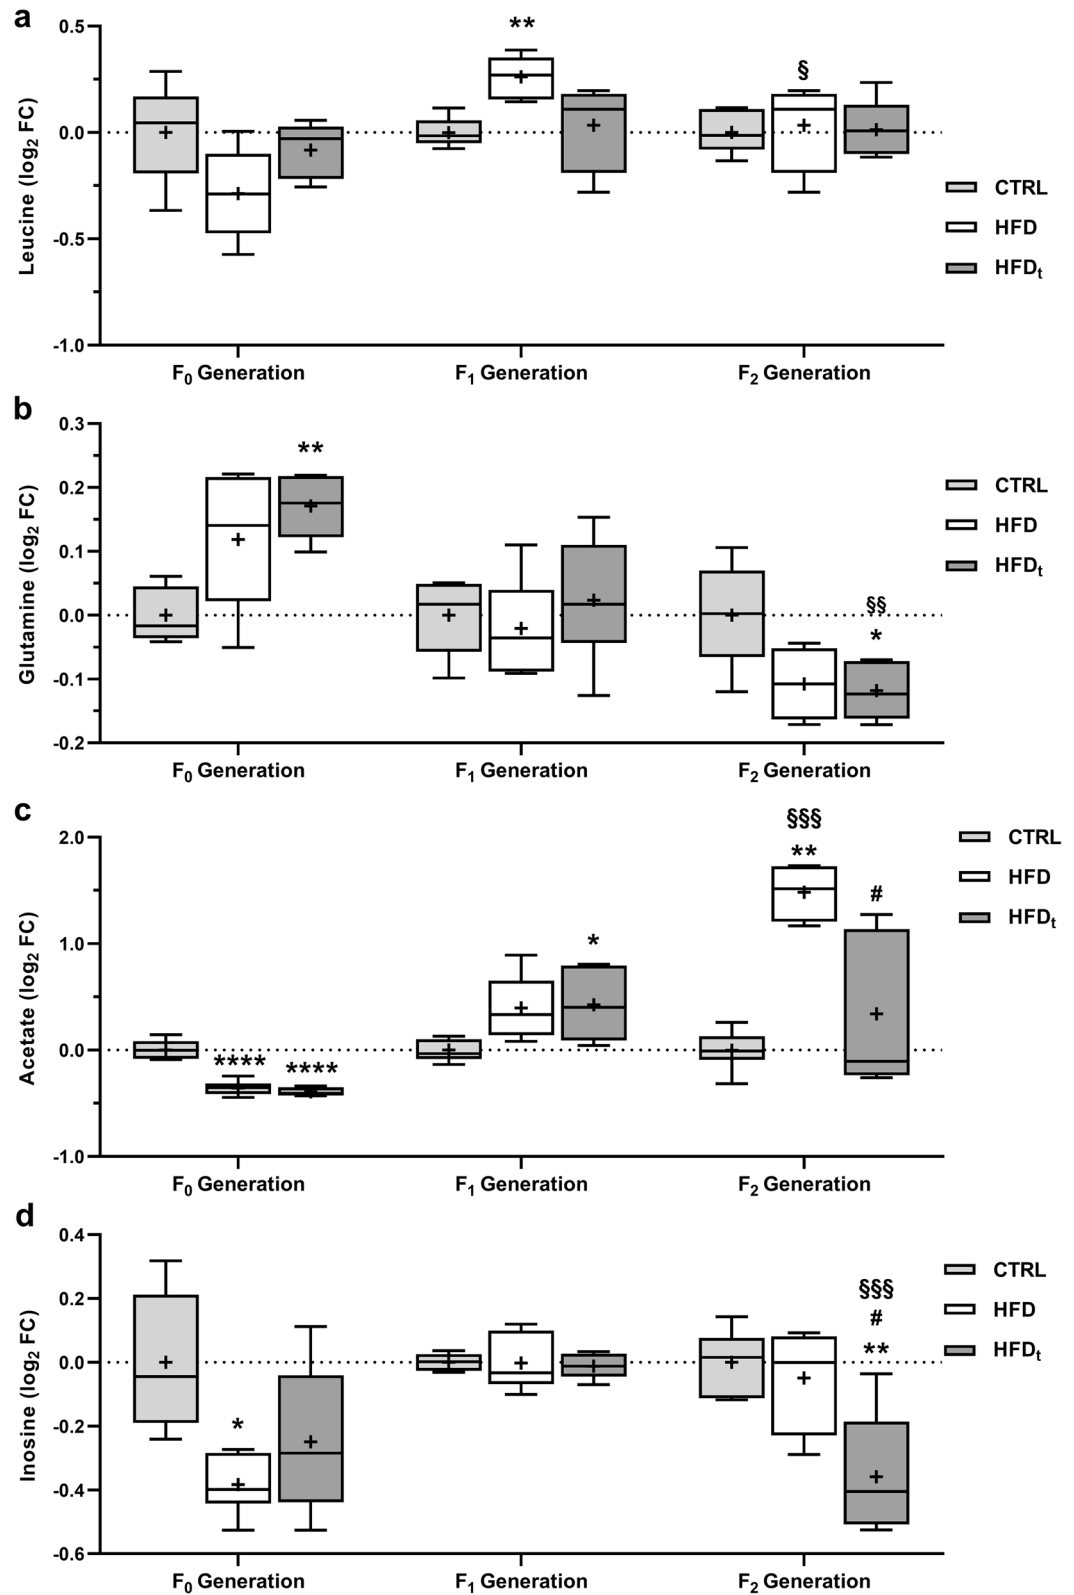 a
Leucine (log2 FC)
0.5
0.0
-0.5
-1.0
**
§
CTRL
HFD
HFDt
F0 Generation F1 Generation F2 Generation
b
Glutamine (log2 FC)
0.3
0.2
0.1
0.0
-0.1
-0.2
**
§§
*
CTRL
HFD
HFDt
F0 Generation F1 Generation F2 Generation
c
Acetate (log2 FC)
2.0
1.0
0.0
-1.0
**** ****
*
§§§
**
#
CTRL
HFD
HFDt
F0 Generation F1 Generation F2 Generation
d
Inosine (log2 FC)
0.4
0.2
0.0
-0.2
-0.4
-0.6
*
§§§
#
**
CTRL
HFD
HFDt
F0 Generation F1 Generation F2 Generation